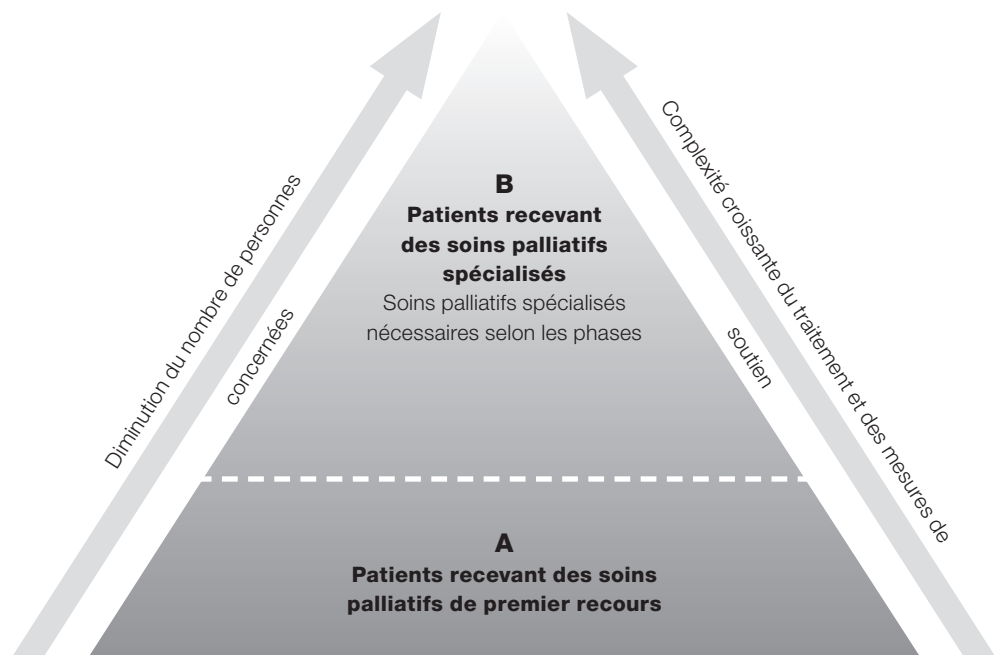 Diminution du nombre de personnes
concernées
B
Patients recevant
des soins palliatifs
spécialisés
Soins palliatifs spécialisés
nécessaires selon les phases
Complexité croissante du traitement et des mesures de
soutien
A
Patients recevant des soins
palliatifs de premier recours